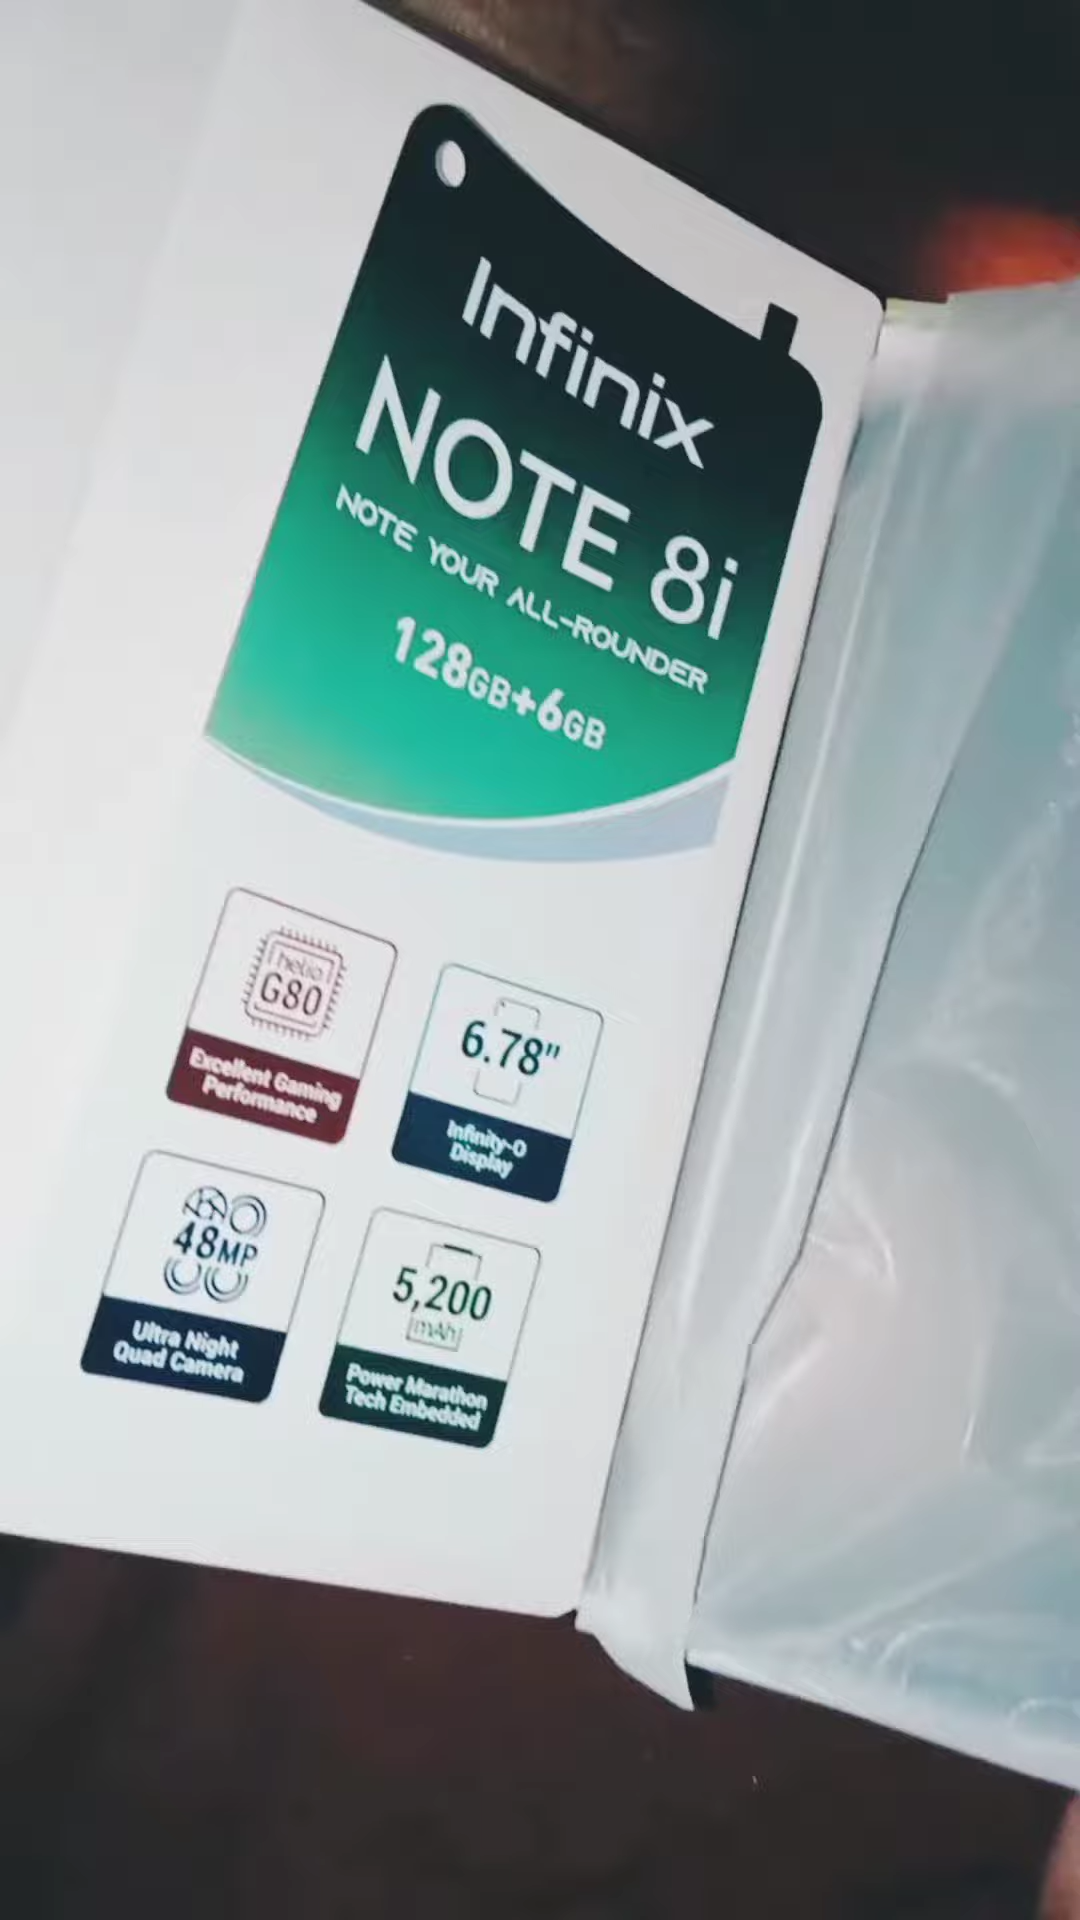 Infinix
NOTE 8i
NOTE YOUR ALL-ROUNDER
128GB+6GB
helio
G80
Excellent Gaming
Performance
6.78"
Infinity-O
Display
48MP
Ultra Night
Quad Camera
5,200
mAh
Power Marathon
Tech Embedded